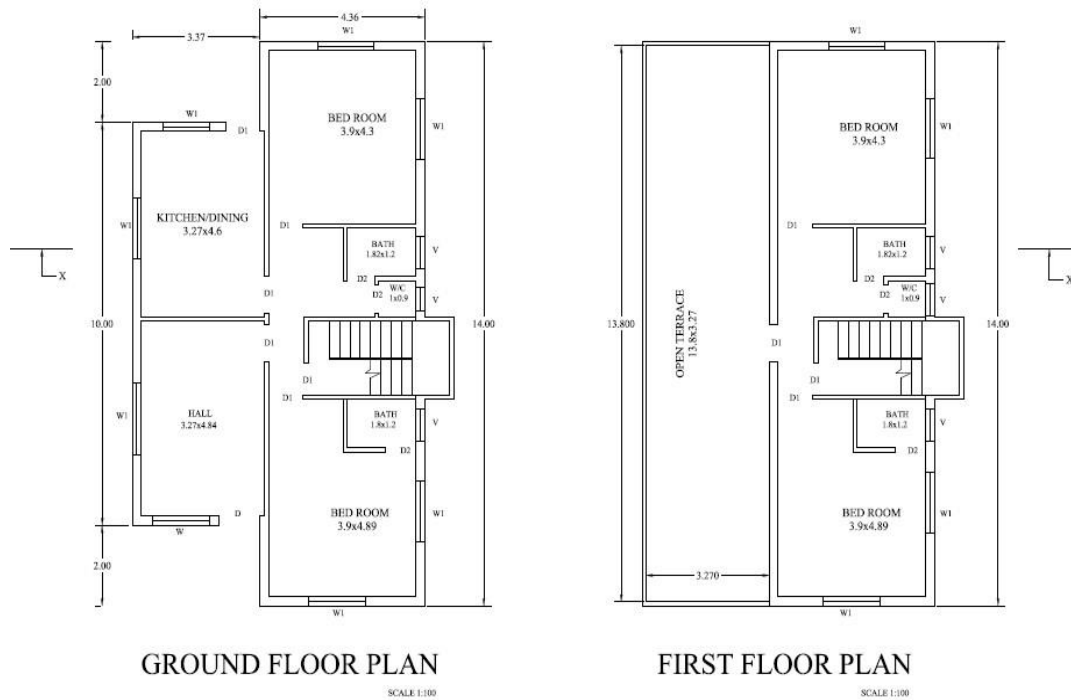 4.36
W1
3.37
2.00
W1
D1
BED ROOM
3.9x4.3
W1
KITCHEN/DINING
3.27x4.6
W1
D1
BATH
1.82x1.2
V
X
D2
D1
D2
W/C
1x0.9
V
10.00
14.00
D1
D1
D1
W1
HALL
3.27x4.84
BATH
1.8x1.2
V
D2
BED ROOM
3.9x4.89
W1
D
W
2.00
W1
GROUND FLOOR PLAN
SCALE 1:100
W1
BED ROOM
3.9x4.3
W1
D1
BATH
1.82x1.2
V
X
D2
D2
W/C
1x0.9
V
13.800
OPEN TERRACE
13.8x3.27
14.00
D1
D1
D1
BATH
1.8x1.2
V
D2
BED ROOM
3.9x4.89
W1
3.270
W1
FIRST FLOOR PLAN
SCALE 1:100